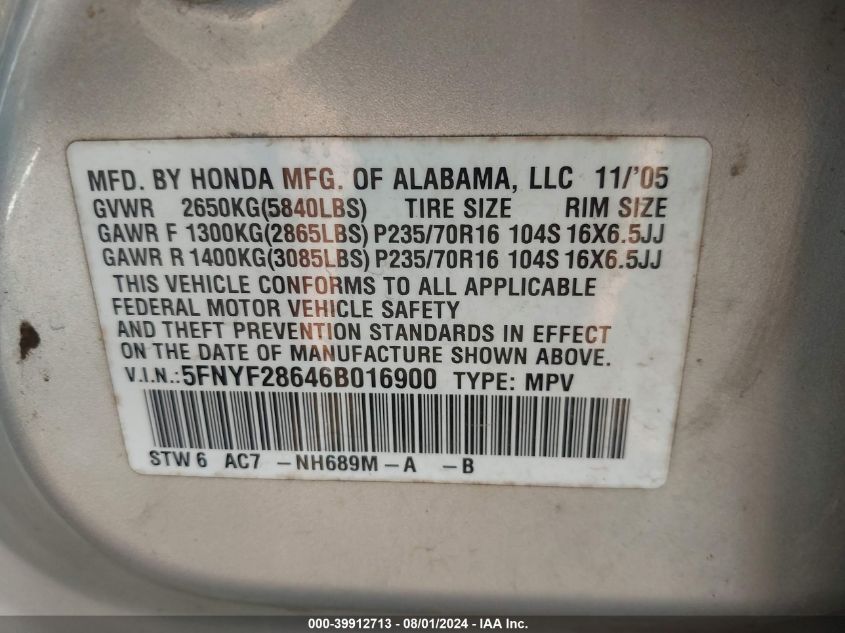 MFD. BY HONDA MFG. OF ALABAMA, LLC 11/'05
GVWR 2650KG(5840LBS) TIRE SIZE RIM SIZE
GAWR F 1300KG(2865LBS) P235/70R16 104S 16X6.5JJ
GAWR R 1400KG(3085LBS) P235/70R16 104S 16X6.5JJ
THIS VEHICLE CONFORMS TO ALL APPLICABLE
FEDERAL MOTOR VEHICLE SAFETY
AND THEFT PREVENTION STANDARDS IN EFFECT
ON THE DATE OF MANUFACTURE SHOWN ABOVE.
V.I.N.:5FNYF28646B016900 TYPE: MPV
STW 6 AC7 -NH689M-A -B
000-39912713 - 08/01/2024 - IAA Inc.